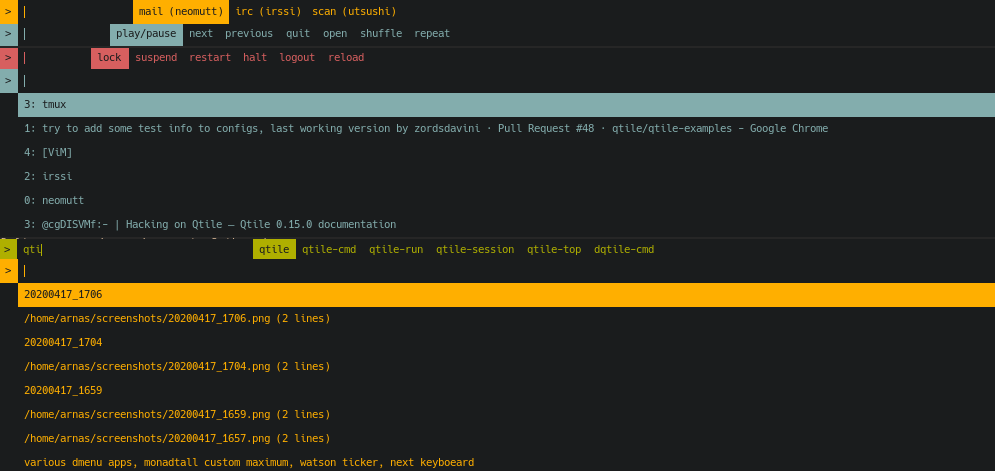 > mail (neomutt) irc (irssi) scan (utsushi)
> play/pause next previous quit open shuffle repeat
> lock suspend restart halt logout reload
>
3: tmux
1: try to add some test info to configs, last working version by zordsdavini · Pull Request #48 · qtile/qtile-examples - Google Chrome
4: [ViM]
2: irssi
0: neomutt
3: @cgDISVMf:~ | Hacking on Qtile — Qtile 0.15.0 documentation
> qti qtile qtile-cmd qtile-run qtile-session qtile-top dqtile-cmd
>
20200417_1706
/home/arnas/screenshots/20200417_1706.png (2 lines)
20200417_1704
/home/arnas/screenshots/20200417_1704.png (2 lines)
20200417_1659
/home/arnas/screenshots/20200417_1659.png (2 lines)
/home/arnas/screenshots/20200417_1657.png (2 lines)
various dmenu apps, monadtall custom maximum, watson ticker, next keyboeard